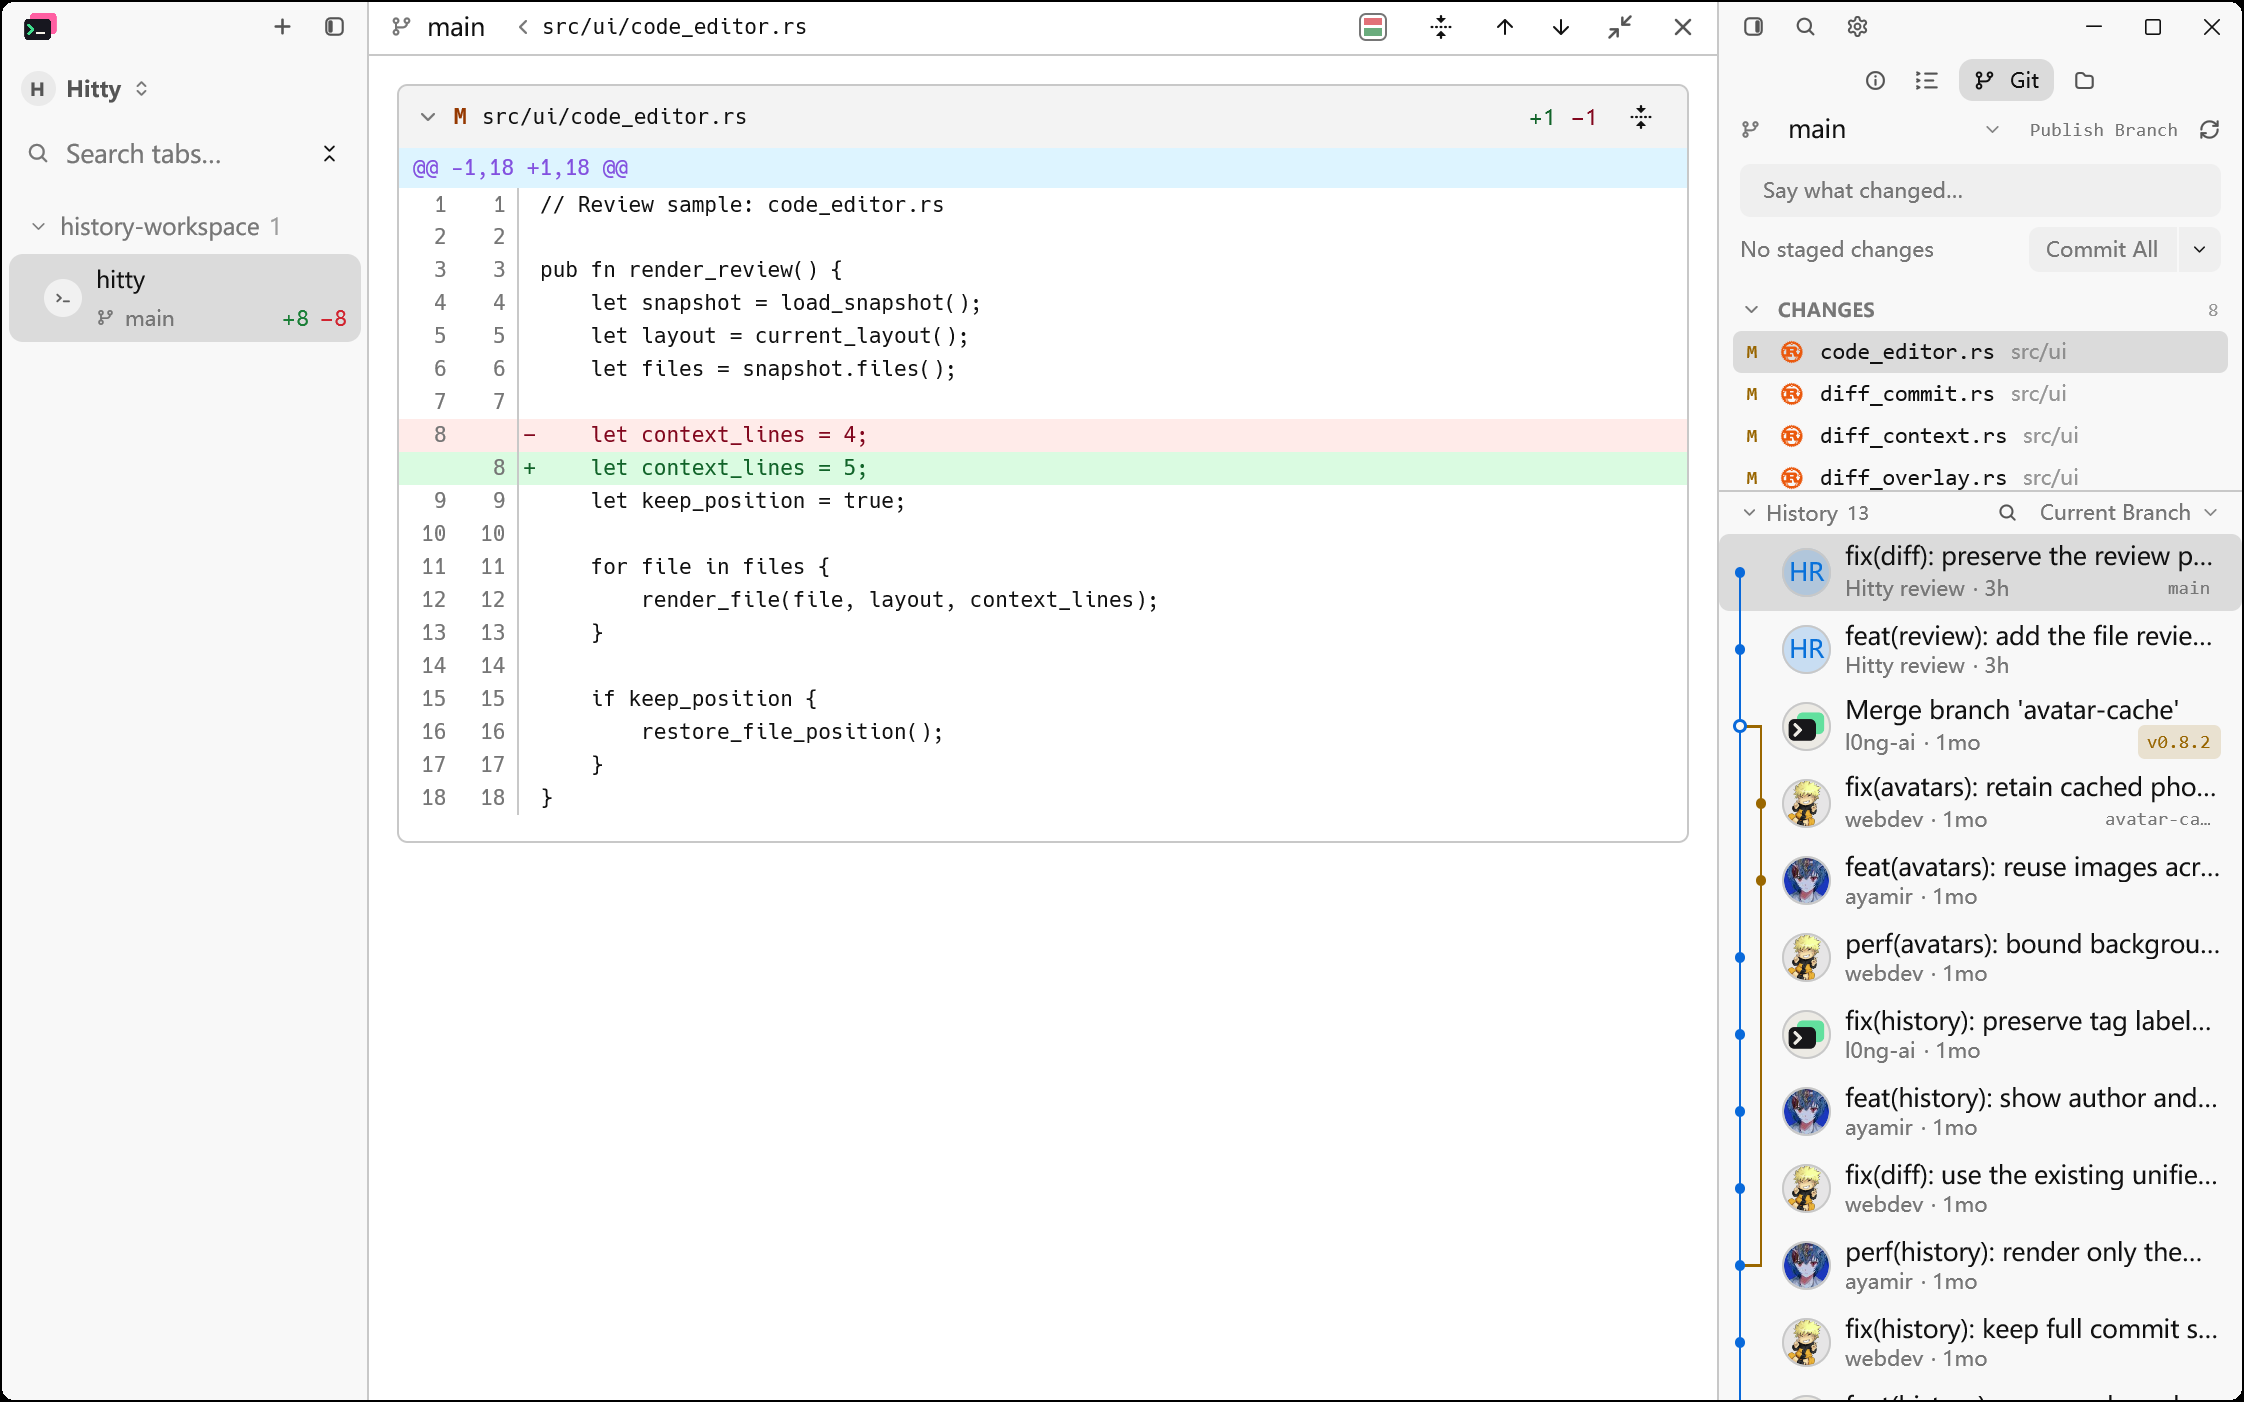 H Hitty
Search tabs...
history-workspace 1
hitty
main +8 −8
main src/ui/code_editor.rs
M src/ui/code_editor.rs +1 −1
@@ -1,18 +1,18 @@
1 1 // Review sample: code_editor.rs
2 2
3 3 pub fn render_review() {
4 4     let snapshot = load_snapshot();
5 5     let layout = current_layout();
6 6     let files = snapshot.files();
7 7
8 −     let context_lines = 4;
8 +     let context_lines = 5;
9 9     let keep_position = true;
10 10
11 11     for file in files {
12 12         render_file(file, layout, context_lines);
13 13     }
14 14
15 15     if keep_position {
16 16         restore_file_position();
17 17     }
18 18 }
Git
main Publish Branch
Say what changed...
No staged changes Commit All
CHANGES 8
M code_editor.rs src/ui
M diff_commit.rs src/ui
M diff_context.rs src/ui
M diff_overlay.rs src/ui
History 13 Current Branch
HR fix(diff): preserve the review p...
Hitty review · 3h main
HR feat(review): add the file revie...
Hitty review · 3h
Merge branch 'avatar-cache'
l0ng-ai · 1mo v0.8.2
fix(avatars): retain cached pho...
webdev · 1mo avatar-ca…
feat(avatars): reuse images acr...
ayamir · 1mo
perf(avatars): bound backgrou...
webdev · 1mo
fix(history): preserve tag label...
l0ng-ai · 1mo
feat(history): show author and...
ayamir · 1mo
fix(diff): use the existing unifie...
webdev · 1mo
perf(history): render only the...
ayamir · 1mo
fix(history): keep full commit s...
webdev · 1mo